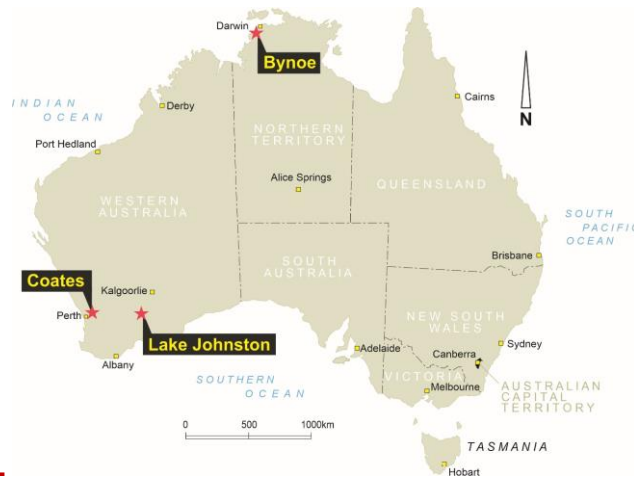 Darwin
Bynoe
INDIAN
OCEAN
Derby
Cairns
N
Port Hedland
NORTHERN
TERRITORY
Alice Springs
WESTERN
AUSTRALIA
QUEENSLAND
SOUTH
PACIFIC
OCEAN
Brisbane
SOUTH
AUSTRALIA
Coates
Kalgoorlie
Perth
Lake Johnston
NEW SOUTH
WALES
Sydney
Adelaide
Canberra
Albany
VICTORIA
Melbourne
AUSTRALIAN
CAPITAL
TERRITORY
SOUTHERN
OCEAN
0 500 1000km
TASMANIA
Hobart